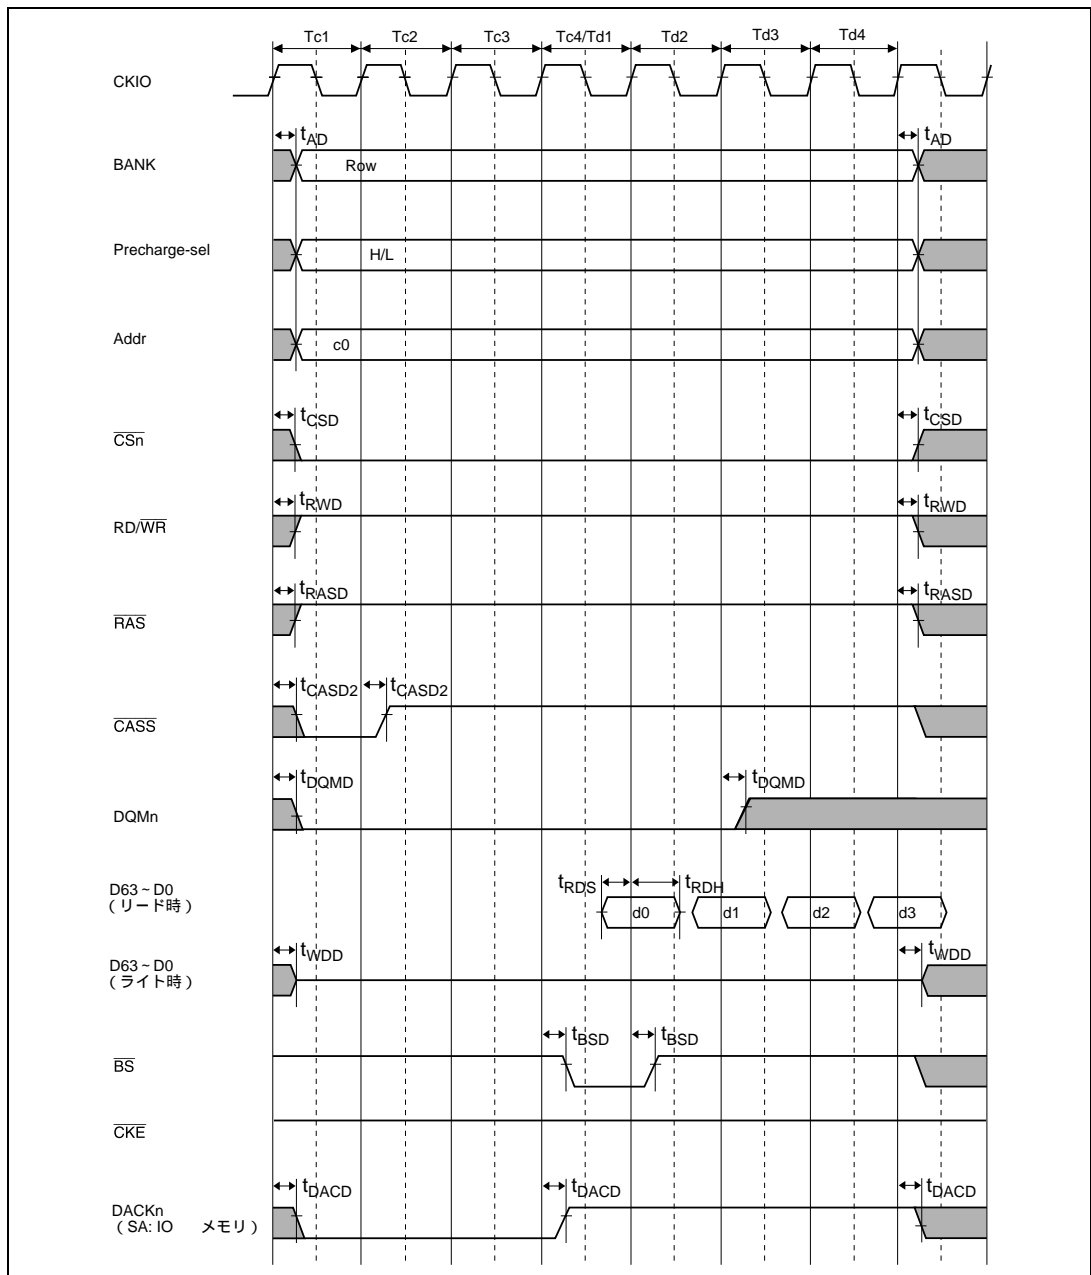 Tc1 Tc2 Tc3 Tc4/Td1 Td2 Td3 Td4
CKIO
tAD tAD
BANK Row
Precharge-sel H/L
Addr c0
tCSD tCSD
CSn
tRWD tRWD
RD/WR
tRASD tRASD
RAS
tCASD2 tCASD2
CASS
tDQMD tDQMD
DQMn
D63~D0 tRDS tRDH
(リード時) d0 d1 d2 d3
tWDD tWDD
D63~D0
(ライト時)
tBSD tBSD
BS
CKE
tDACD tDACD tDACD
DACKn
(SA: IO メモリ)